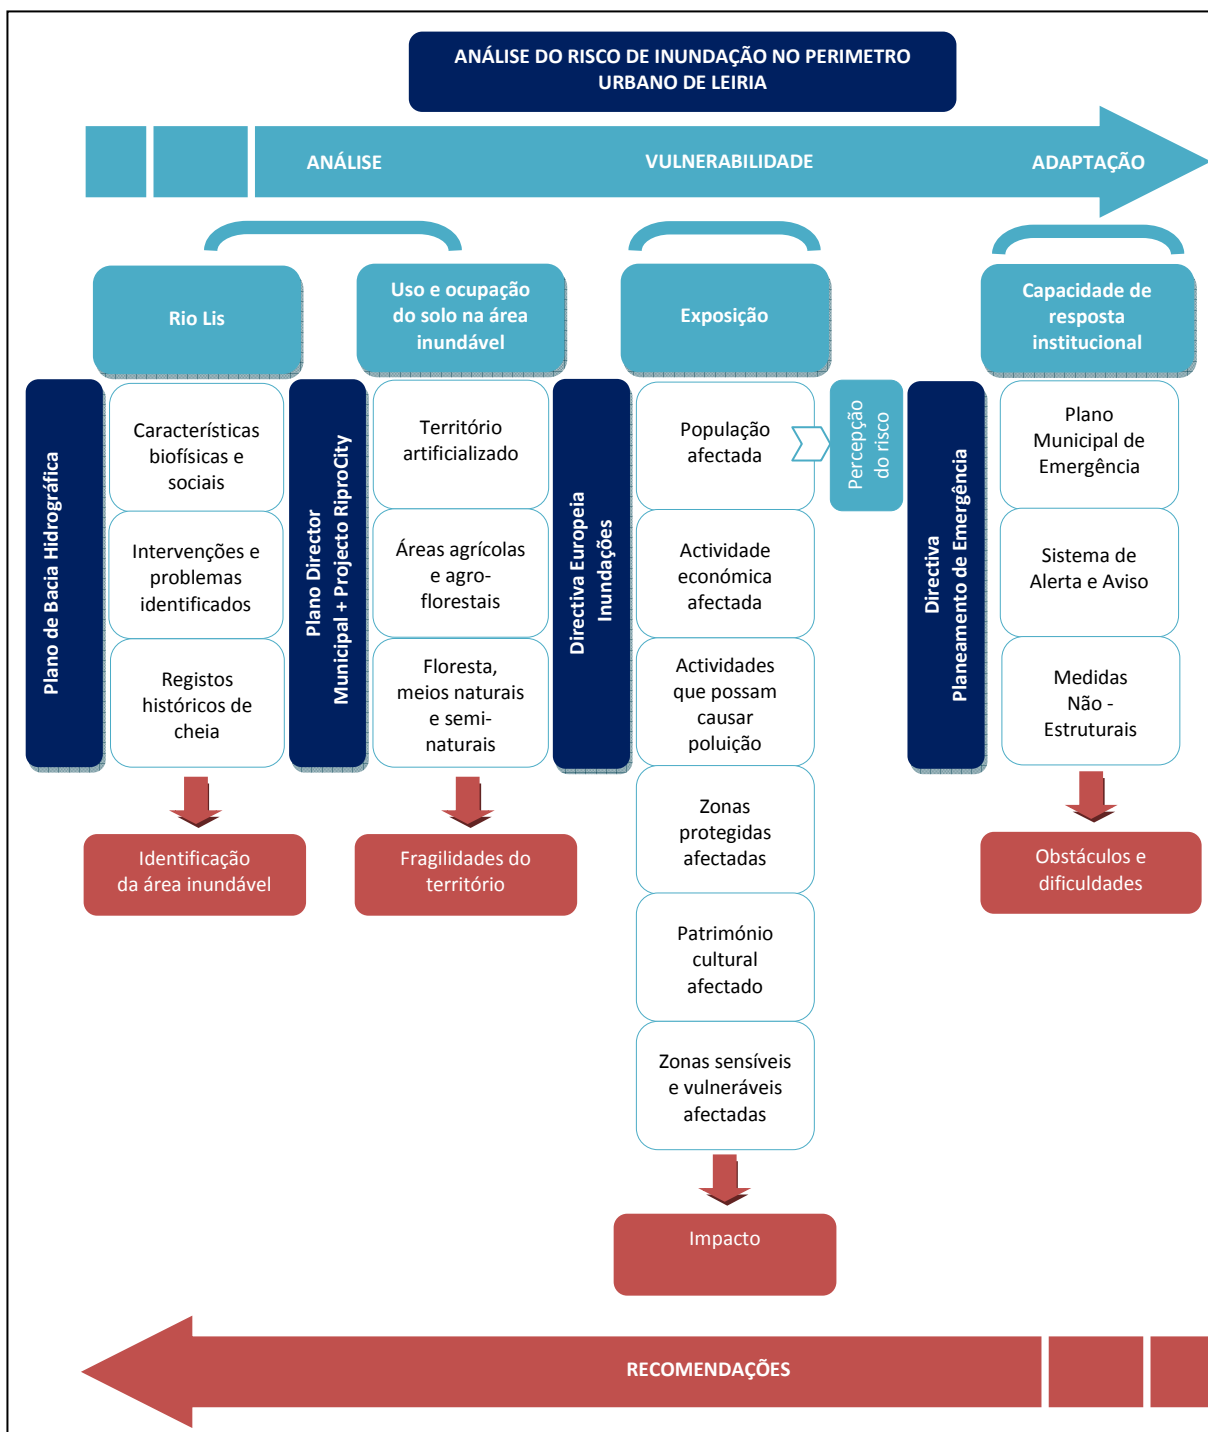 ANÁLISE DO RISCO DE INUNDAÇÃO NO PERIMETRO
URBANO DE LEIRIA
ANÁLISE
VULNERABILIDADE
ADAPTAÇÃO
Rio Lis
Plano de Bacia Hidrográfica
Características
biofísicas e
sociais
Intervenções e
problemas
identificados
Registos
históricos de
cheia
Identificação
da área inundável
Uso e ocupação
do solo na área
inundável
Plano Director
Municipal + Projecto RiproCity
Território
artificializado
Áreas agrícolas
e agro-
florestais
Floresta,
meios naturais
e semi-
naturais
Fragilidades do
território
Exposição
Directiva Europeia
Inundações
População
afectada
Percepção
do risco
Actividade
económica
afectada
Actividades
que possam
causar
poluição
Zonas
protegidas
afectadas
Património
cultural
afectado
Zonas sensíveis
e vulneráveis
afectadas
Impacto
Capacidade de
resposta
institucional
Directiva
Planeamento de Emergência
Plano
Municipal de
Emergência
Sistema de
Alerta e Aviso
Medidas
Não -
Estruturais
Obstáculos e
dificuldades
RECOMENDAÇÕES